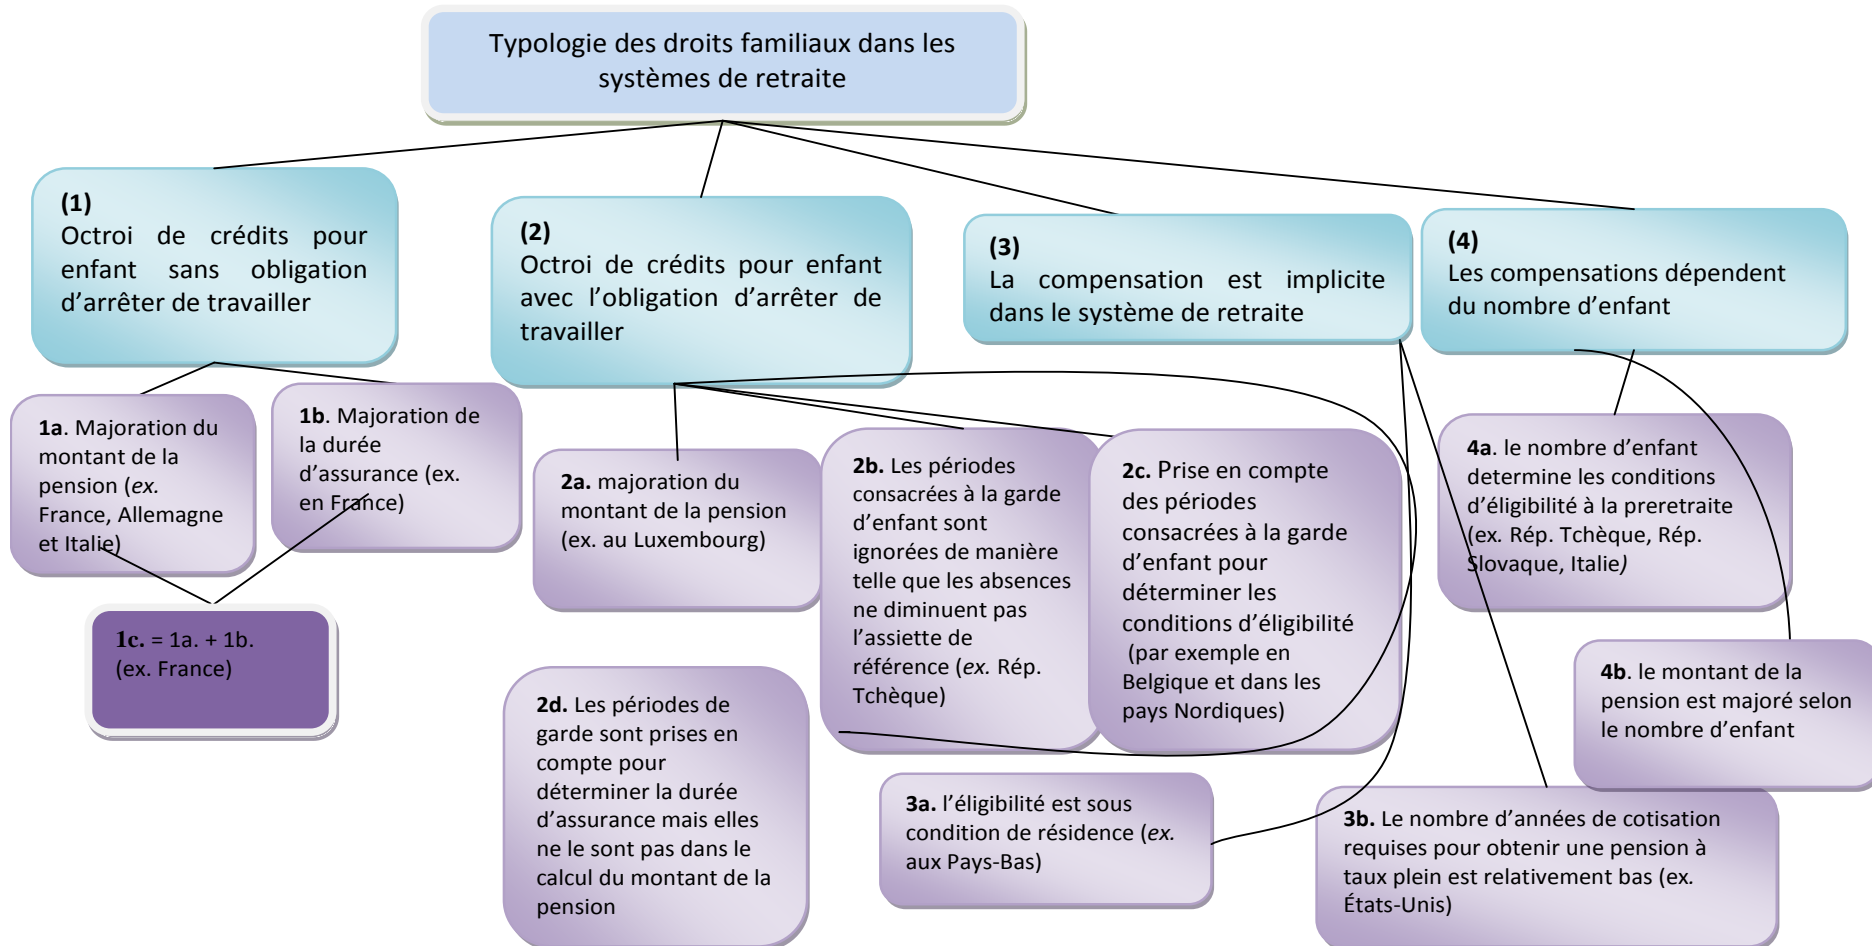 Typologie des droits familiaux dans les
systèmes de retraite
(1)
Octroi de crédits pour
enfant sans obligation
d’arrêter de travailler
(2)
Octroi de crédits pour enfant
avec l’obligation d’arrêter de
travailler
(3)
La compensation est implicite
dans le système de retraite
(4)
Les compensations dépendent
du nombre d’enfant
1a. Majoration du
montant de la
pension (ex.
France, Allemagne
et Italie)
1b. Majoration de
la durée
d’assurance (ex.
en France)
1c. = 1a. + 1b.
(ex. France)
2a. majoration du
montant de la pension
(ex. au Luxembourg)
2b. Les périodes
consacrées à la garde
d’enfant sont
ignorées de manière
telle que les absences
ne diminuent pas
l’assiette de
référence (ex. Rép.
Tchèque)
2c. Prise en compte
des périodes
consacrées à la garde
d’enfant pour
déterminer les
conditions d’éligibilité
(par exemple en
Belgique et dans les
pays Nordiques)
2d. Les périodes de
garde sont prises en
compte pour
déterminer la durée
d’assurance mais elles
ne le sont pas dans le
calcul du montant de la
pension
3a. l’éligibilité est sous
condition de résidence (ex.
aux Pays-Bas)
3b. Le nombre d’années de cotisation
requises pour obtenir une pension à
taux plein est relativement bas (ex.
États-Unis)
4a. le nombre d’enfant
determine les conditions
d’éligibilité à la preretraite
(ex. Rép. Tchèque, Rép.
Slovaque, Italie)
4b. le montant de la
pension est majoré selon
le nombre d’enfant